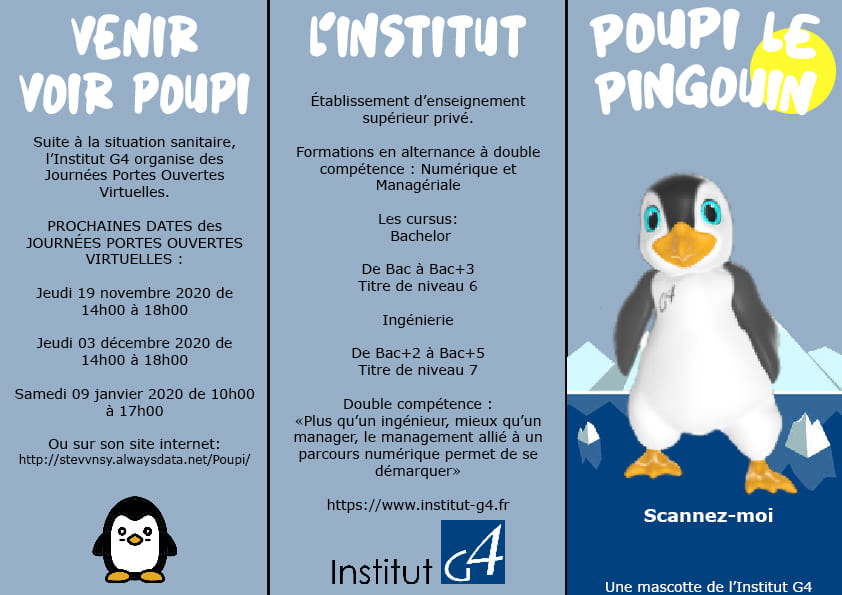 VENIR
VOIR POUPI
Suite à la situation sanitaire,
l'Institut G4 organise des
Journées Portes Ouvertes
Virtuelles.
PROCHAINES DATES des
JOURNÉES PORTES OUVERTES
VIRTUELLES :
Jeudi 19 novembre 2020 de
14h00 à 18h00
Jeudi 03 décembre 2020 de
14h00 à 18h00
Samedi 09 janvier 2020 de 10h00
à 17h00
Ou sur son site internet:
http://stevvnsy.alwaysdata.net/Poupi/
L'INSTITUT
Établissement d'enseignement
supérieur privé.
Formations en alternance à double
compétence : Numérique et
Managériale
Les cursus:
Bachelor
De Bac à Bac+3
Titre de niveau 6
Ingénierie
De Bac+2 à Bac+5
Titre de niveau 7
Double compétence :
«Plus qu'un ingénieur, mieux qu'un
manager, le management allié à un
parcours numérique permet de se
démarquer»
https://www.institut-g4.fr
Institut G4
POUPI LE
PINGOUIN
G4
Scannez-moi
Une mascotte de l'Institut G4